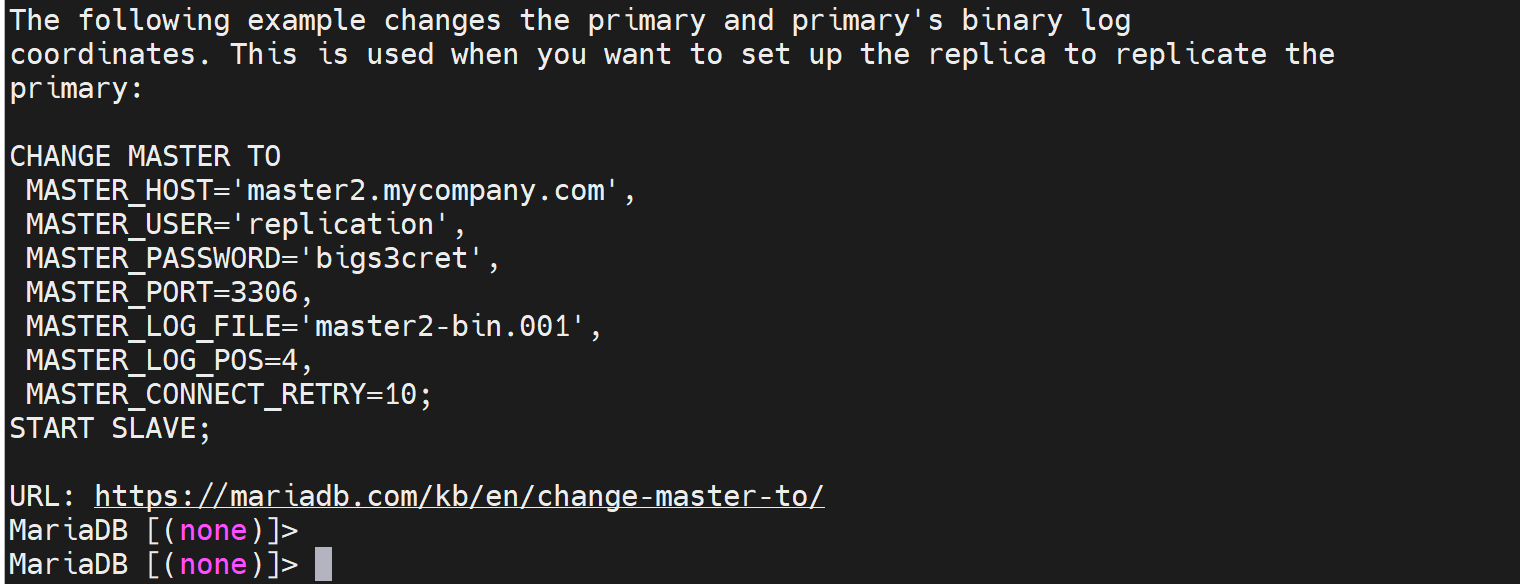 The following example changes the primary and primary's binary log
coordinates. This is used when you want to set up the replica to replicate the
primary:
CHANGE MASTER TO
MASTER_HOST='master2.mycompany.com',
MASTER_USER='replication',
MASTER_PASSWORD='bigs3cret',
MASTER_PORT=3306,
MASTER_LOG_FILE='master2-bin.001',
MASTER_LOG_POS=4,
MASTER_CONNECT_RETRY=10;
START SLAVE;
URL: https://mariadb.com/kb/en/change-master-to/
MariaDB [(none)]>
MariaDB [(none)]>